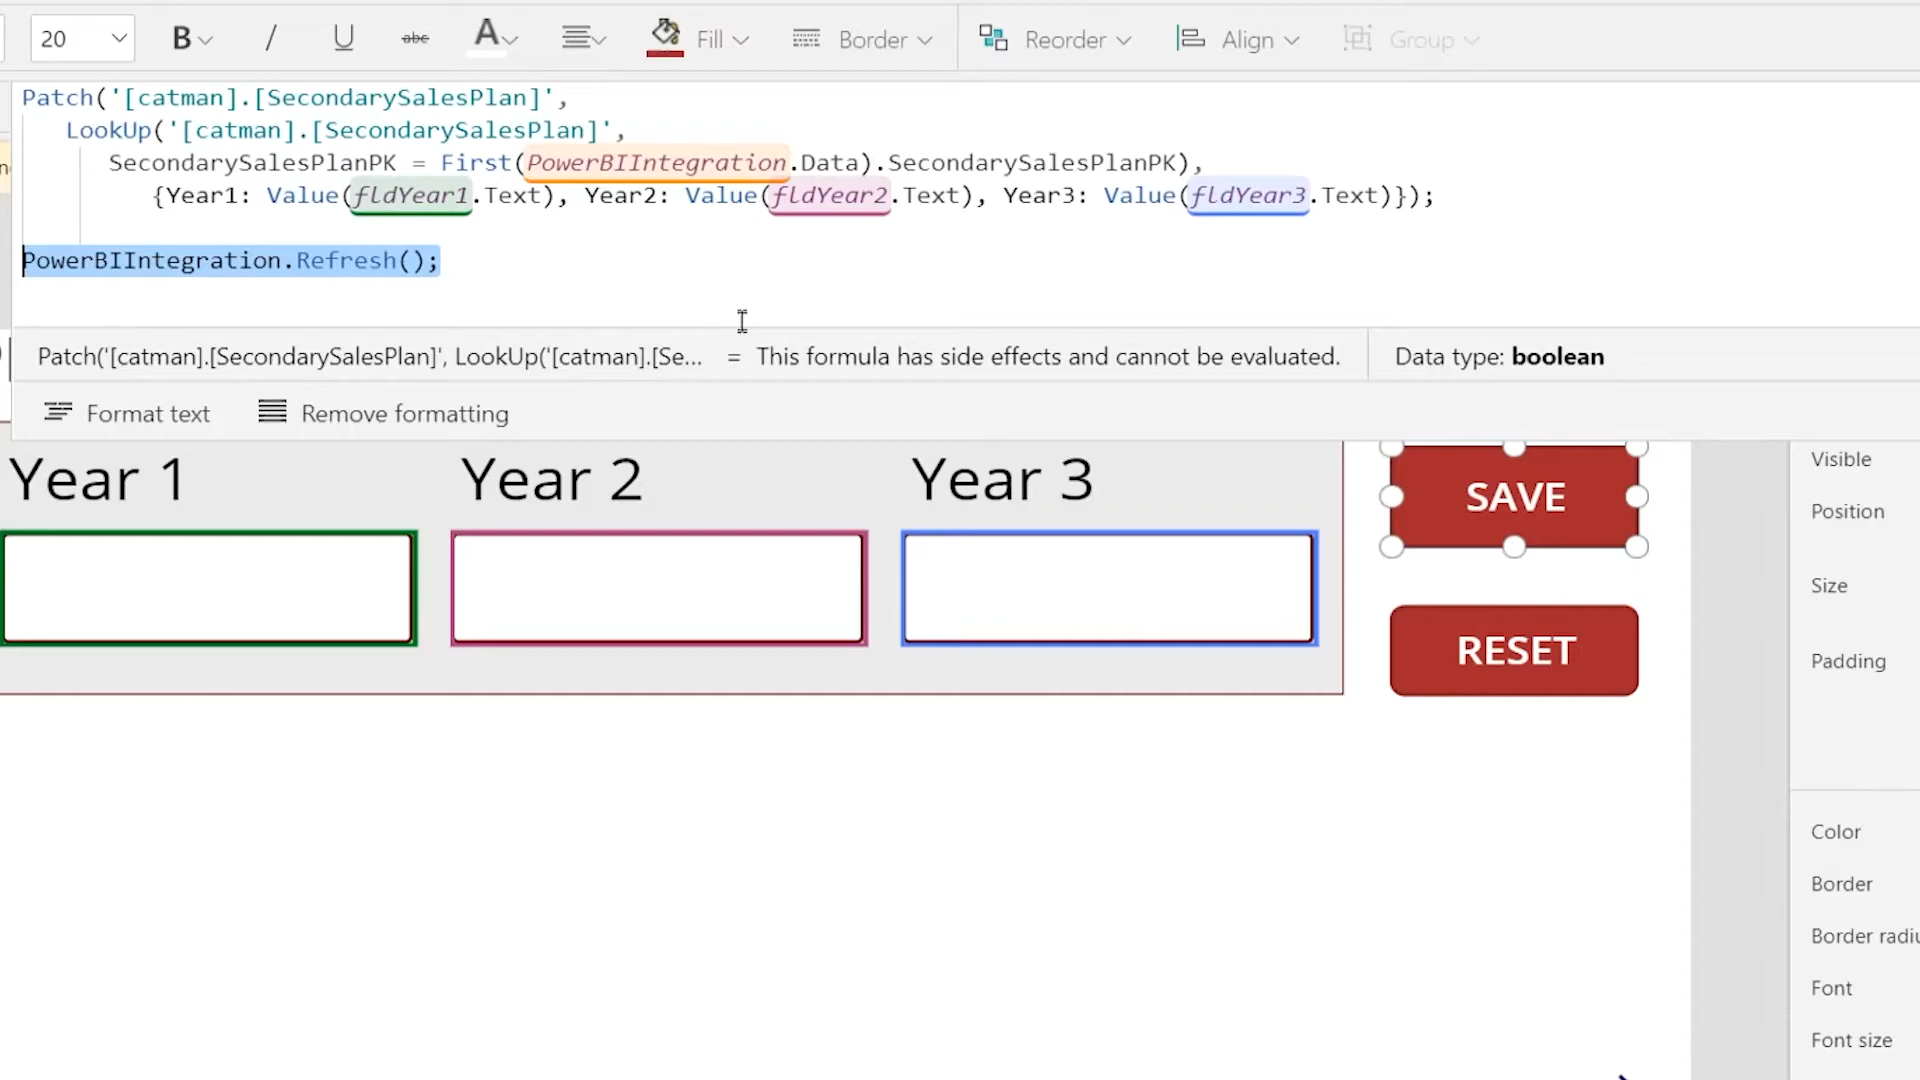 20 B / U abc A Fill Border Reorder Align Group
Patch('[catman].[SecondarySalesPlan]',
LookUp('[catman].[SecondarySalesPlan]',
SecondarySalesPlanPK = First(PowerBIIntegration.Data).SecondarySalesPlanPK),
{Year1: Value(fldYear1.Text), Year2: Value(fldYear2.Text), Year3: Value(fldYear3.Text)});
PowerBIIntegration.Refresh();
Patch('[catman].[SecondarySalesPlan]', LookUp('[catman].[Se... = This formula has side effects and cannot be evaluated. Data type: boolean
Format text Remove formatting
Year 1 Year 2 Year 3
SAVE
RESET
Visible
Position
Size
Padding
Color
Border
Border radiu
Font
Font size